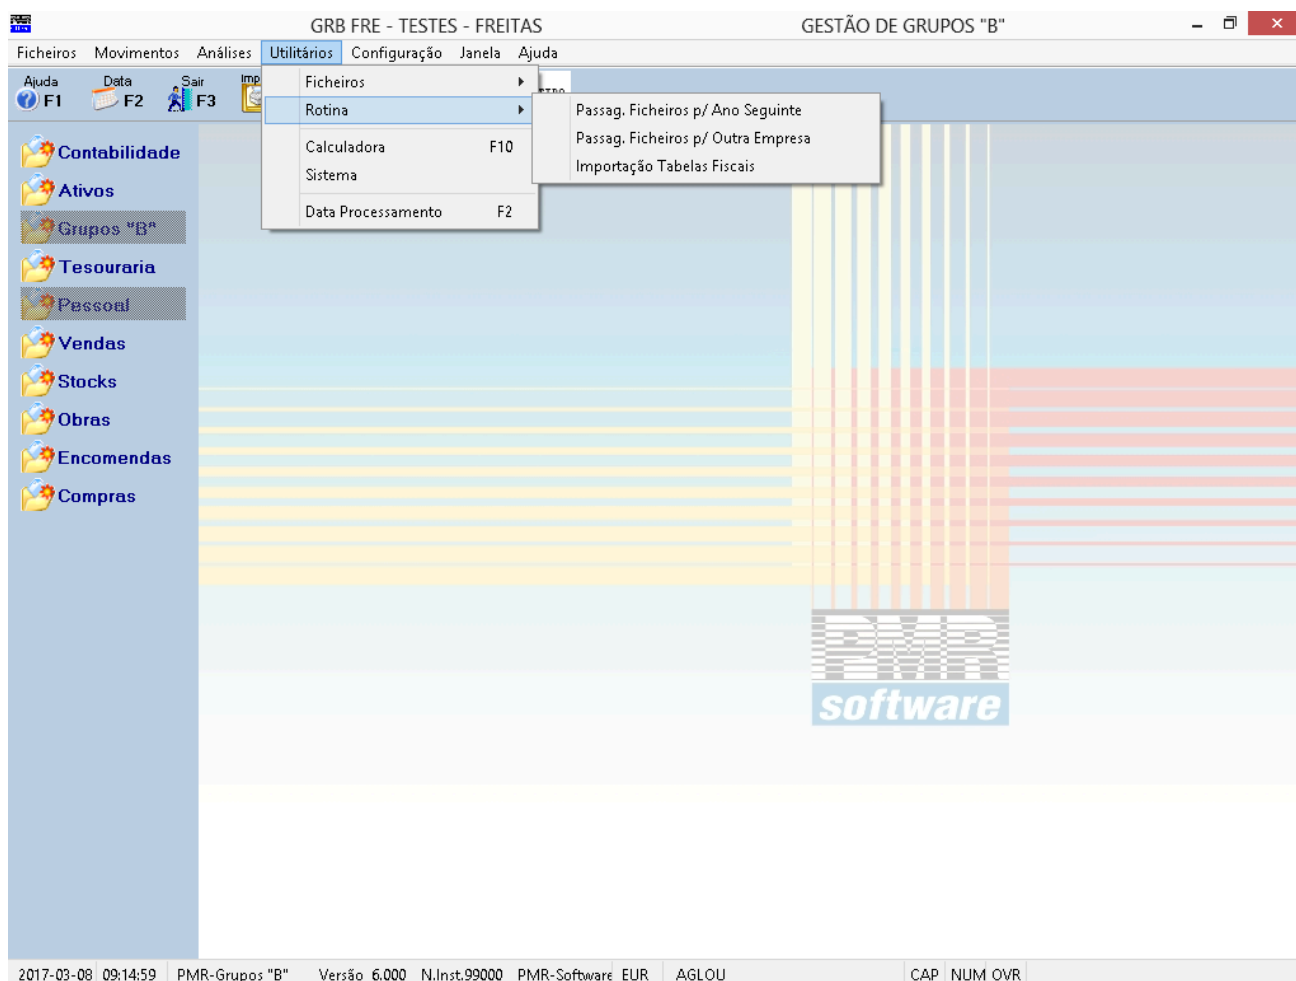 GRB FRE - TESTES - FREITAS GESTÃO DE GRUPOS "B"
Ficheiros Movimentos Análises Utilitários Configuração Janela Ajuda
Ajuda F1 Data F2 Sair F3
Ficheiros
Rotina
Calculadora F10
Sistema
Data Processamento F2
Passag. Ficheiros p/ Ano Seguinte
Passag. Ficheiros p/ Outra Empresa
Importação Tabelas Fiscais
Contabilidade
Ativos
Grupos "B"
Tesouraria
Pessoal
Vendas
Stocks
Obras
Encomendas
Compras
PMR
software
2017-03-08 09:14:59 PMR-Grupos "B" Versão 6.000 N.Inst.99000 PMR-Software EUR AGLOU CAP NUM OVR